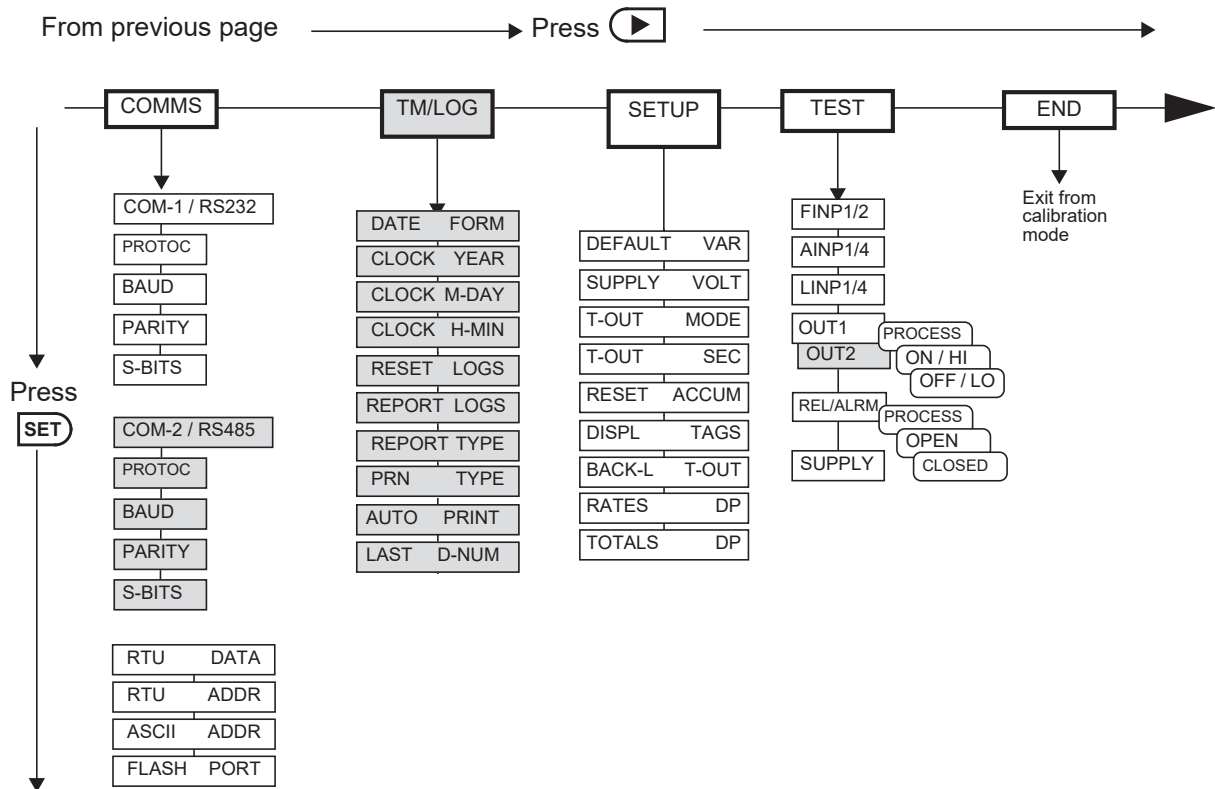 From previous page
Press
COMMS
TM/LOG
SETUP
TEST
END
Press
SET
COM-1 / RS232
PROTOC
BAUD
PARITY
S-BITS
COM-2 / RS485
PROTOC
BAUD
PARITY
S-BITS
RTU DATA
RTU ADDR
ASCII ADDR
FLASH PORT
DATE FORM
CLOCK YEAR
CLOCK M-DAY
CLOCK H-MIN
RESET LOGS
REPORT LOGS
REPORT TYPE
PRN TYPE
AUTO PRINT
LAST D-NUM
DEFAULT VAR
SUPPLY VOLT
T-OUT MODE
T-OUT SEC
RESET ACCUM
DISPL TAGS
BACK-L T-OUT
RATES DP
TOTALS DP
FINP1/2
AINP1/4
LINP1/4
OUT1
OUT2
PROCESS
ON / HI
OFF / LO
REL/ALRM
PROCESS
OPEN
CLOSED
SUPPLY
Exit from
calibration
mode